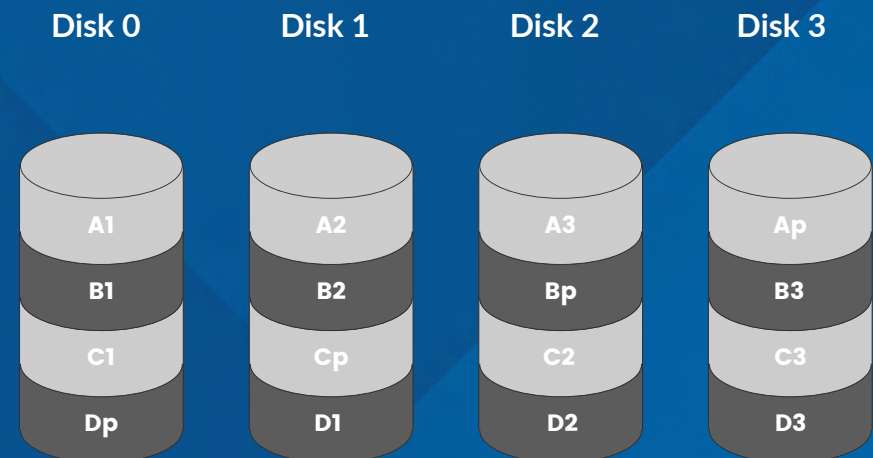 Disk 0 Disk 1 Disk 2 Disk 3
A1 A2 A3 Ap
B1 B2 Bp B3
C1 Cp C2 C3
Dp D1 D2 D3